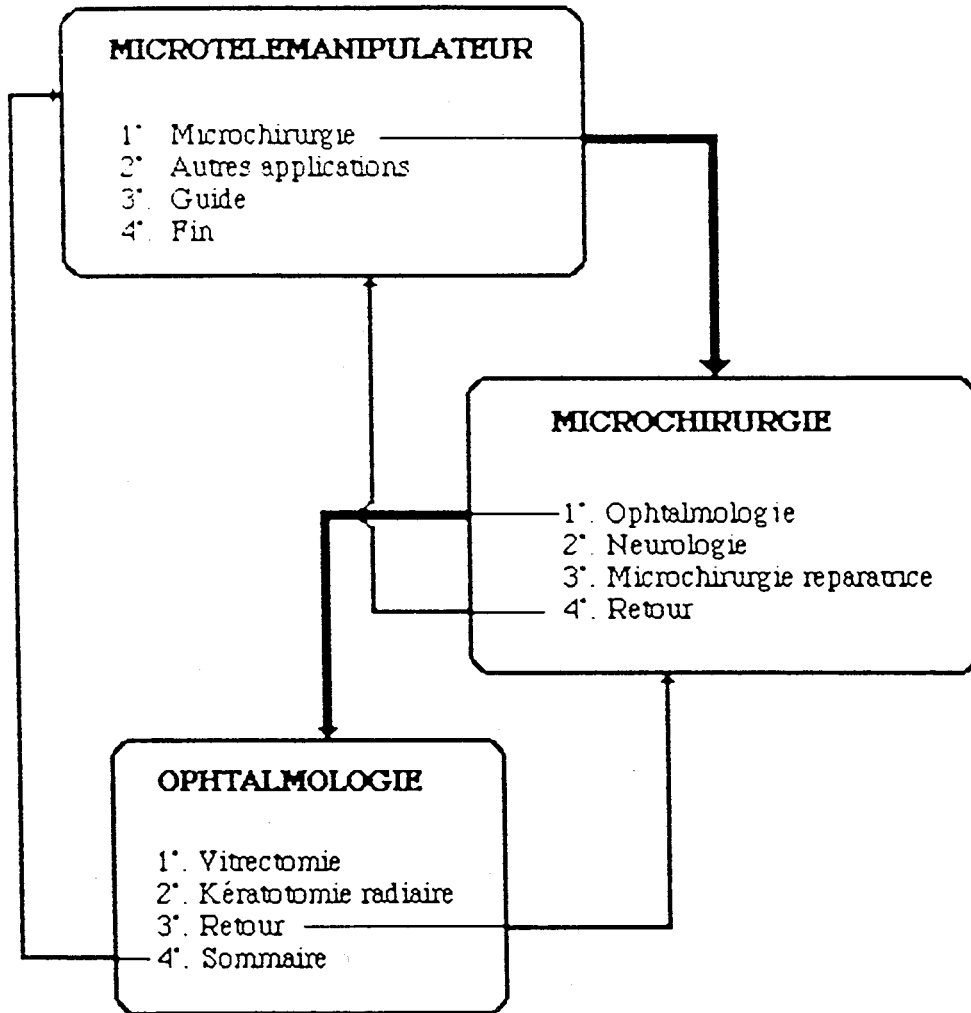 MICROTELEMANIPULATEUR
1°. Microchirurgie
2°. Autres applications
3°. Guide
4°. Fin
MICROCHIRURGIE
1°. Ophtalmologie
2°. Neurologie
3°. Microchirurgie reparatrice
4°. Retour
OPHTALMOLOGIE
1°. Vitrectomie
2°. Kératotomie radiaire
3°. Retour
4°. Sommaire